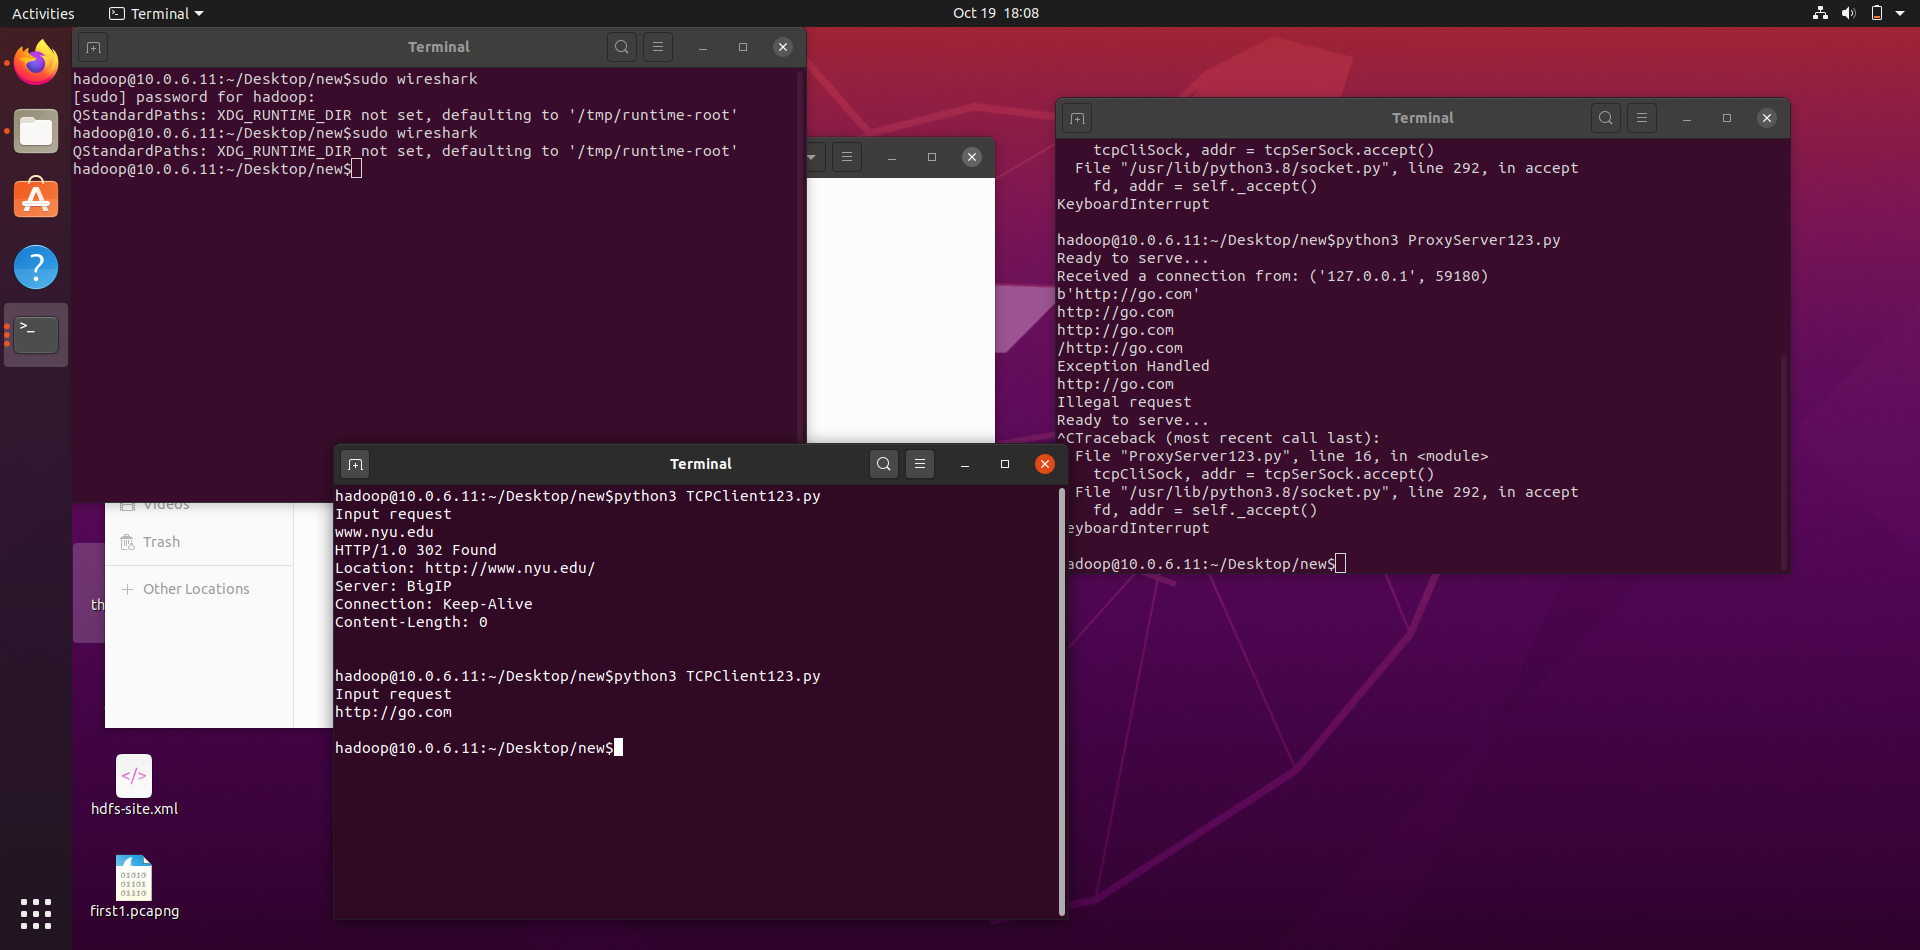 Activities
Terminal
Oct 19 18:08
Terminal
hadoop@10.0.6.11:~/Desktop/new$sudo wireshark
[sudo] password for hadoop:
QStandardPaths: XDG_RUNTIME_DIR not set, defaulting to '/tmp/runtime-root'
hadoop@10.0.6.11:~/Desktop/new$sudo wireshark
QStandardPaths: XDG_RUNTIME_DIR not set, defaulting to '/tmp/runtime-root'
hadoop@10.0.6.11:~/Desktop/new$
Terminal
tcpCliSock, addr = tcpSerSock.accept()
File "/usr/lib/python3.8/socket.py", line 292, in accept
fd, addr = self._accept()
KeyboardInterrupt
hadoop@10.0.6.11:~/Desktop/new$python3 ProxyServer123.py
Ready to serve...
Received a connection from: ('127.0.0.1', 59180)
b'http://go.com'
http://go.com
http://go.com
/http://go.com
Exception Handled
http://go.com
Illegal request
Ready to serve...
^CTraceback (most recent call last):
File "ProxyServer123.py", line 16, in <module>
tcpCliSock, addr = tcpSerSock.accept()
File "/usr/lib/python3.8/socket.py", line 292, in accept
fd, addr = self._accept()
eyboardInterrupt
adoop@10.0.6.11:~/Desktop/new$
Terminal
hadoop@10.0.6.11:~/Desktop/new$python3 TCPClient123.py
Input request
www.nyu.edu
HTTP/1.0 302 Found
Location: http://www.nyu.edu/
Server: BigIP
Connection: Keep-Alive
Content-Length: 0
hadoop@10.0.6.11:~/Desktop/new$python3 TCPClient123.py
Input request
http://go.com
hadoop@10.0.6.11:~/Desktop/new$
Videos
Trash
Other Locations
th
hdfs-site.xml
first1.pcapng